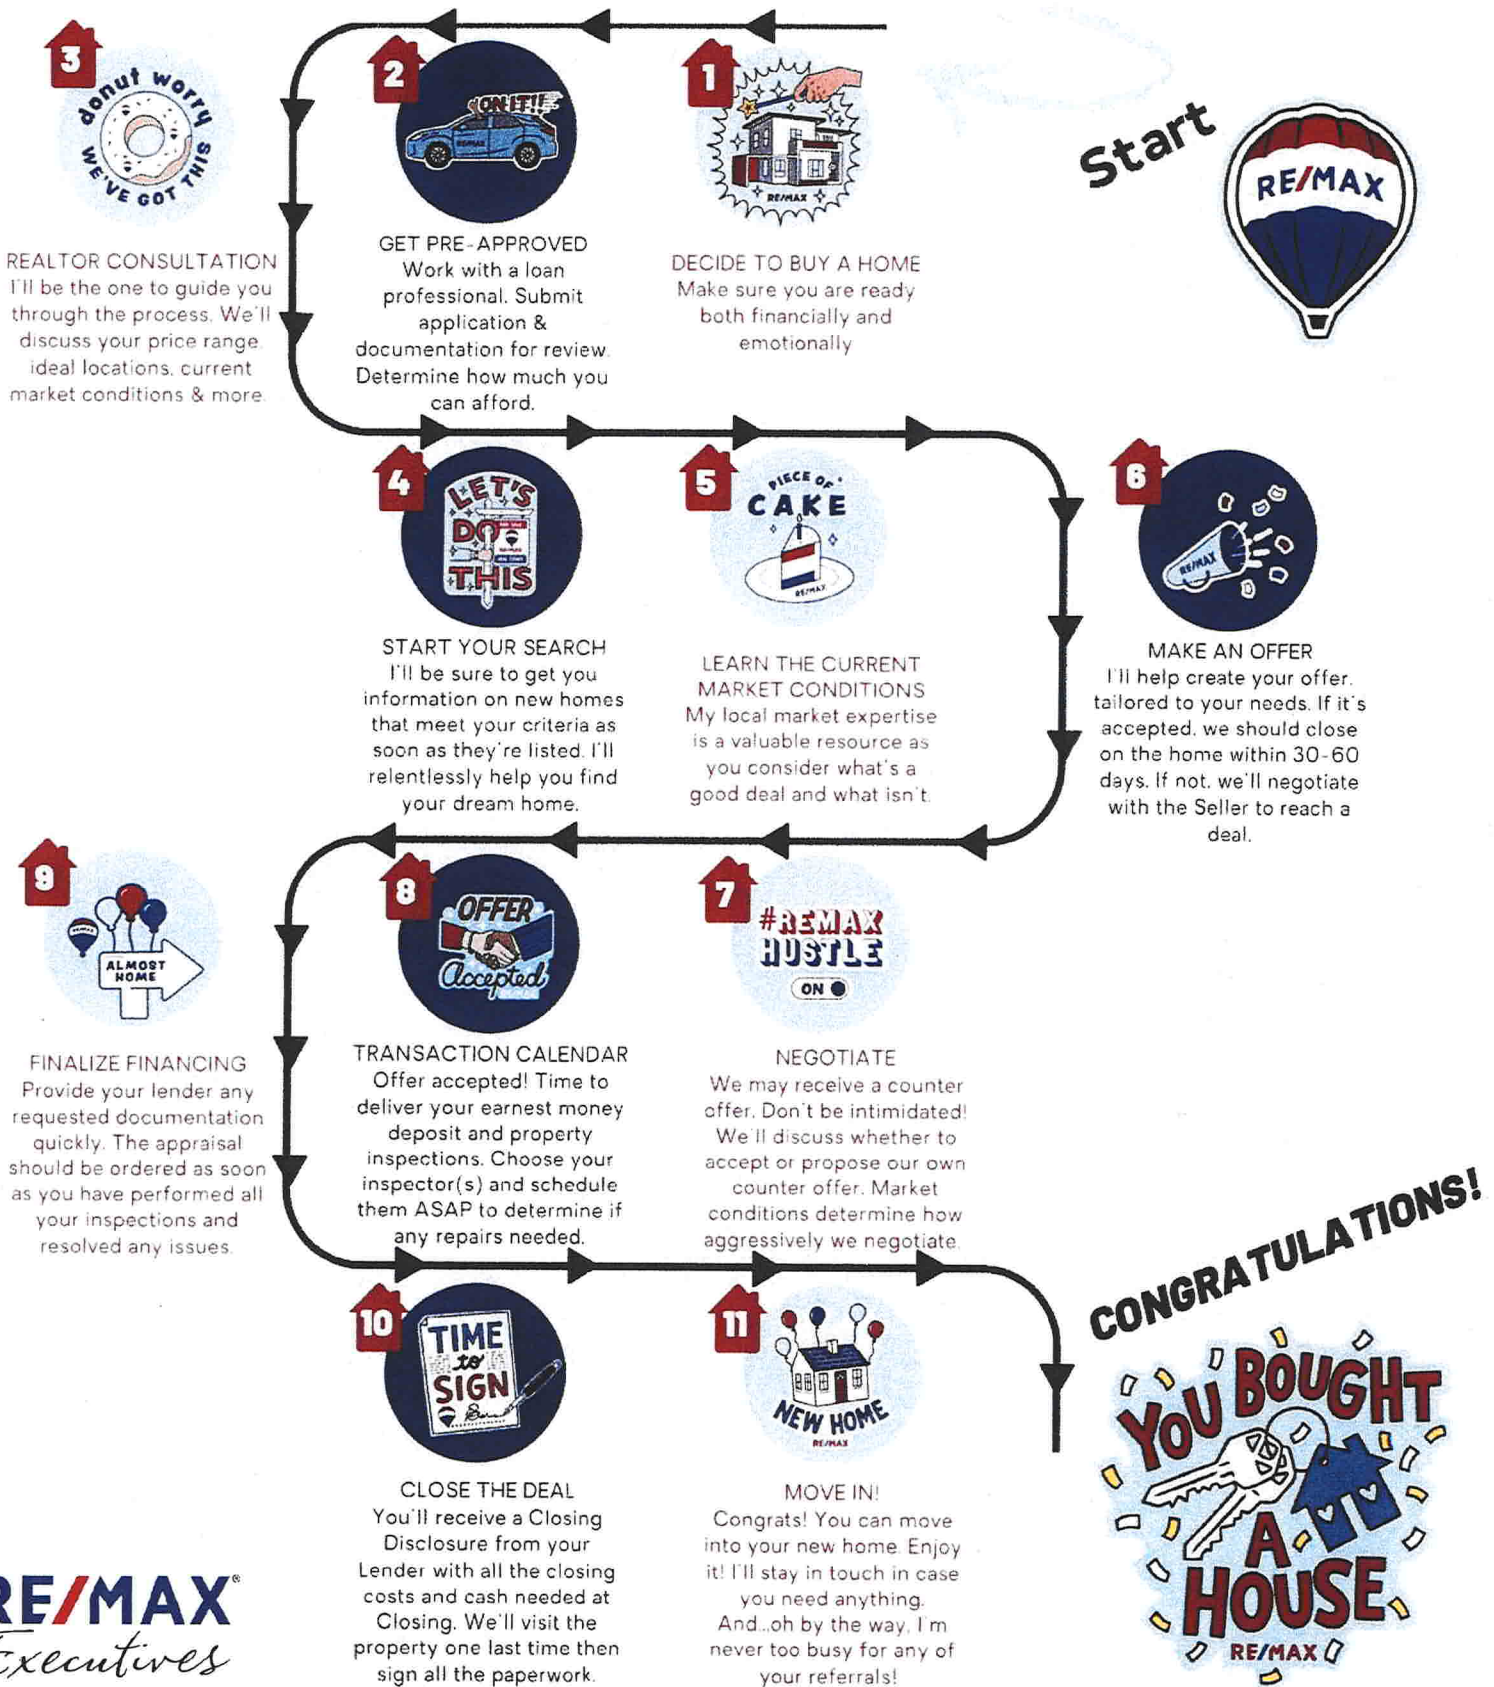 Start
RE/MAX
1
RE/MAX
DECIDE TO BUY A HOME
Make sure you are ready
both financially and
emotionally
2
ON IT!!
RE/MAX
GET PRE-APPROVED
Work with a loan
professional. Submit
application &
documentation for review.
Determine how much you
can afford.
3
donut worry
WE'VE GOT THIS
REALTOR CONSULTATION
I'll be the one to guide you
through the process. We'll
discuss your price range.
ideal locations. current
market conditions & more.
4
LET'S
DO
THIS
START YOUR SEARCH
I'll be sure to get you
information on new homes
that meet your criteria as
soon as they're listed. I'll
relentlessly help you find
your dream home.
5
PIECE OF
CAKE
RE/MAX
LEARN THE CURRENT
MARKET CONDITIONS
My local market expertise
is a valuable resource as
you consider what's a
good deal and what isn't.
6
RE/MAX
MAKE AN OFFER
I'll help create your offer.
tailored to your needs. If it's
accepted. we should close
on the home within 30-60
days. If not. we'll negotiate
with the Seller to reach a
deal.
7
#REMAX
HUSTLE
ON
NEGOTIATE
We may receive a counter
offer. Don't be intimidated!
We'll discuss whether to
accept or propose our own
counter offer. Market
conditions determine how
aggressively we negotiate.
8
OFFER
Accepted
RE/MAX
TRANSACTION CALENDAR
Offer accepted! Time to
deliver your earnest money
deposit and property
inspections. Choose your
inspector(s) and schedule
them ASAP to determine if
any repairs needed.
9
ALMOST
HOME
FINALIZE FINANCING
Provide your lender any
requested documentation
quickly. The appraisal
should be ordered as soon
as you have performed all
your inspections and
resolved any issues.
10
TIME
to
SIGN
CLOSE THE DEAL
You'll receive a Closing
Disclosure from your
Lender with all the closing
costs and cash needed at
Closing. We'll visit the
property one last time then
sign all the paperwork.
11
NEW HOME
RE/MAX
MOVE IN!
Congrats! You can move
into your new home. Enjoy
it! I'll stay in touch in case
you need anything.
And...oh by the way, I'm
never too busy for any of
your referrals!
CONGRATULATIONS!
YOU BOUGHT
A
HOUSE
RE/MAX
RE/MAX®
Executives